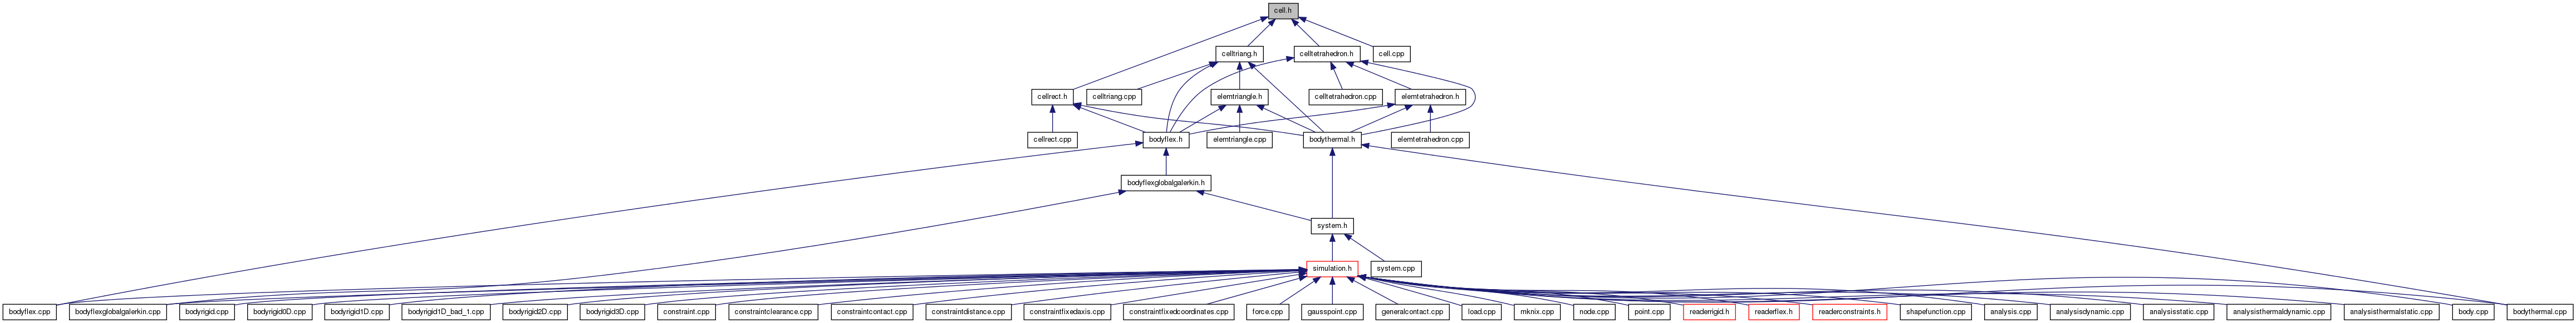 cell.h
celltriang.h
celltetrahedron.h
cell.cpp
cellrect.h
celltriang.cpp
elemtriangle.h
celltetrahedron.cpp
elemtetrahedron.h
cellrect.cpp
bodyflex.h
elemtriangle.cpp
bodythermal.h
elemtetrahedron.cpp
bodyflexglobalgalerkin.h
system.h
simulation.h
system.cpp
bodyflex.cpp
bodyflexglobalgalerkin.cpp
bodyrigid.cpp
bodyrigid0D.cpp
bodyrigid1D.cpp
bodyrigid1D_bad_1.cpp
bodyrigid2D.cpp
bodyrigid3D.cpp
constraint.cpp
constraintclearance.cpp
constraintcontact.cpp
constraintdistance.cpp
constraintfixedaxis.cpp
constraintfixedcoordinates.cpp
force.cpp
gausspoint.cpp
generalcontact.cpp
load.cpp
mknix.cpp
node.cpp
point.cpp
readerrigid.h
readerflex.h
readerconstraints.h
shapefunction.cpp
analysis.cpp
analysisdynamic.cpp
analysisstatic.cpp
analysisthermaldynamic.cpp
analysisthermalstatic.cpp
body.cpp
bodythermal.cpp